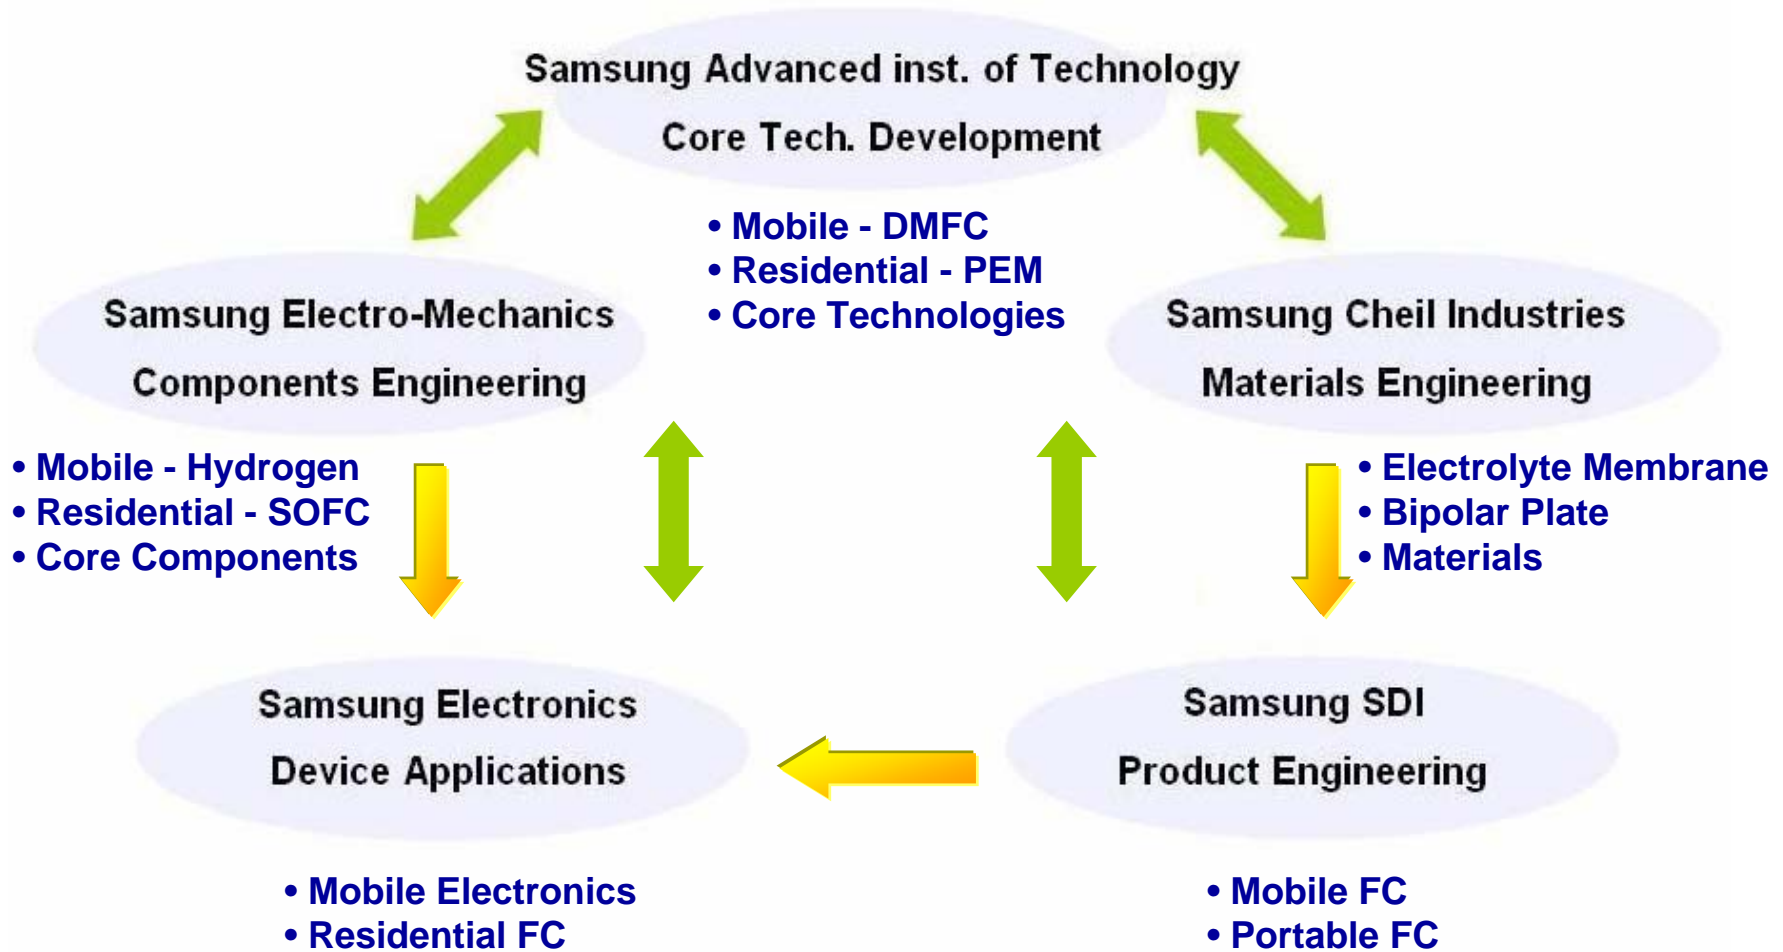 Samsung Advanced inst. of Technology
Core Tech. Development
• Mobile - DMFC
• Residential - PEM
• Core Technologies
Samsung Electro-Mechanics
Components Engineering
Samsung Cheil Industries
Materials Engineering
• Mobile - Hydrogen
• Residential - SOFC
• Core Components
• Electrolyte Membrane
• Bipolar Plate
• Materials
Samsung Electronics
Device Applications
Samsung SDI
Product Engineering
• Mobile Electronics
• Residential FC
• Mobile FC
• Portable FC